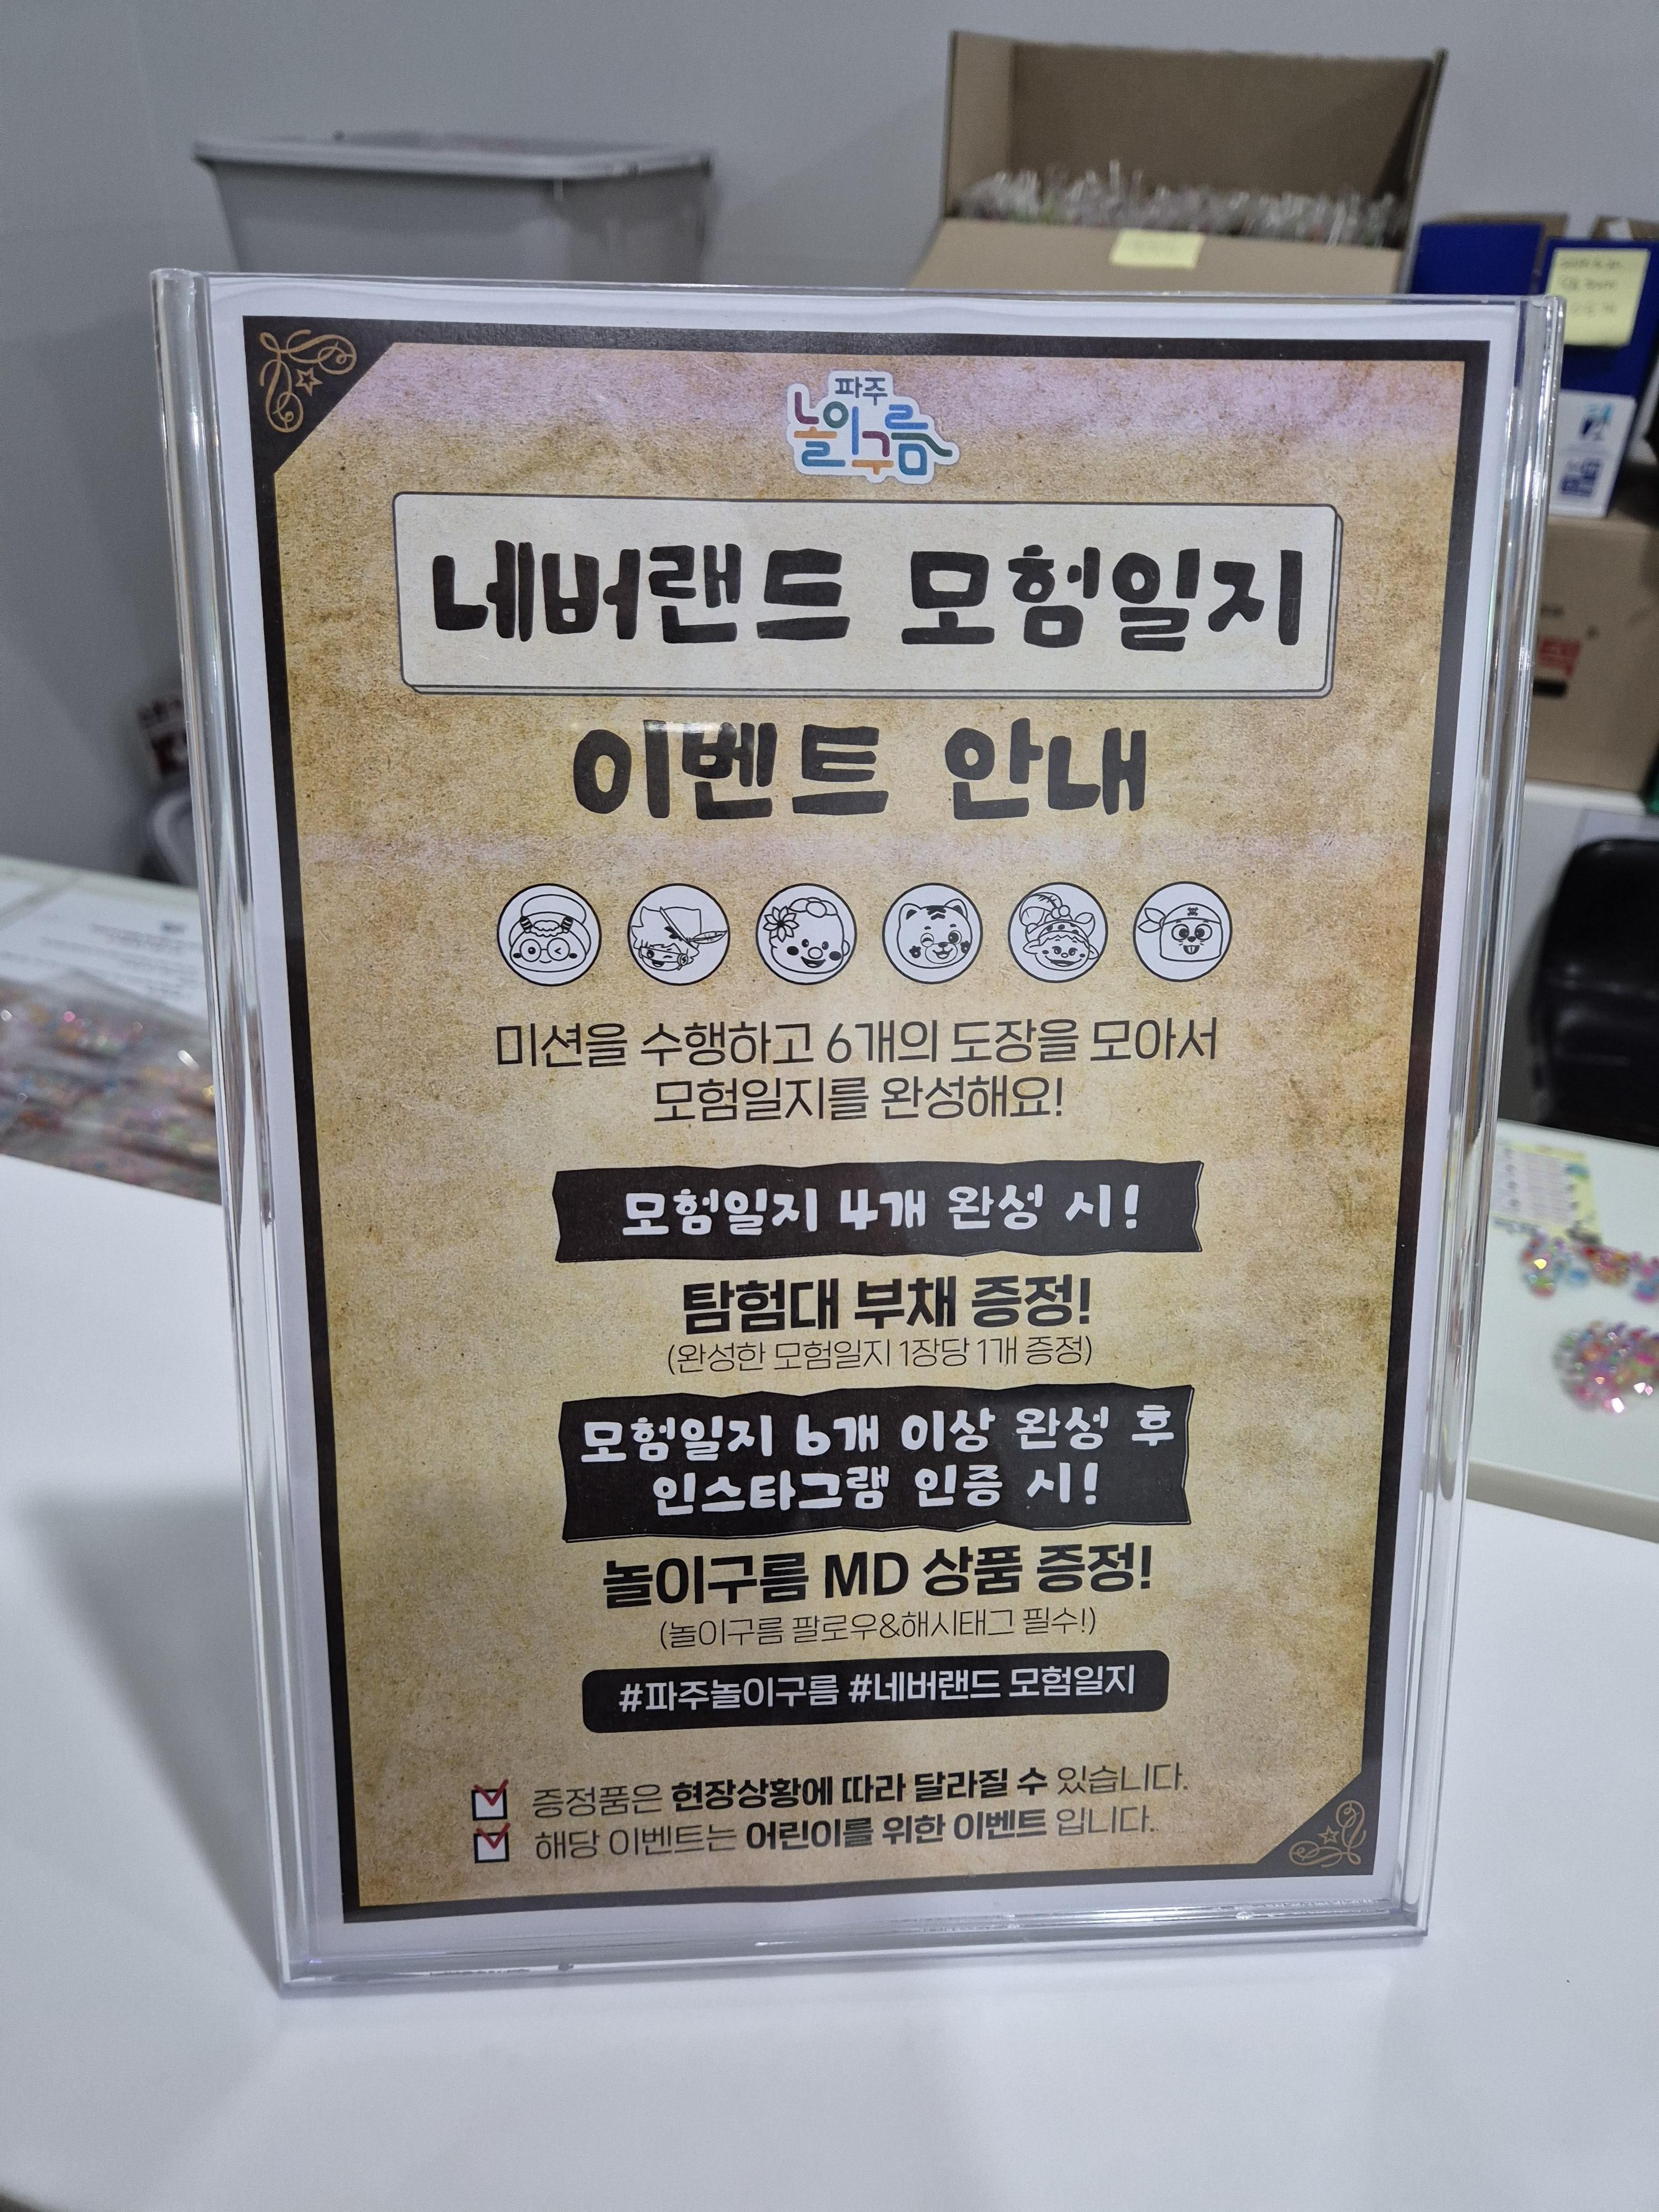 파주
놀이구름
네버랜드 모험일지
이벤트 안내
미션을 수행하고 6개의 도장을 모아서
모험일지를 완성해요!
모험일지 4개 완성 시!
탐험대 부채 증정!
(완성한 모험일지 1장당 1개 증정)
모험일지 6개 이상 완성 후
인스타그램 인증 시!
놀이구름 MD 상품 증정!
(놀이구름 팔로우&해시태그 필수!)
#파주놀이구름 #네버랜드 모험일지
증정품은 현장상황에 따라 달라질 수 있습니다.
해당 이벤트는 어린이를 위한 이벤트 입니다.